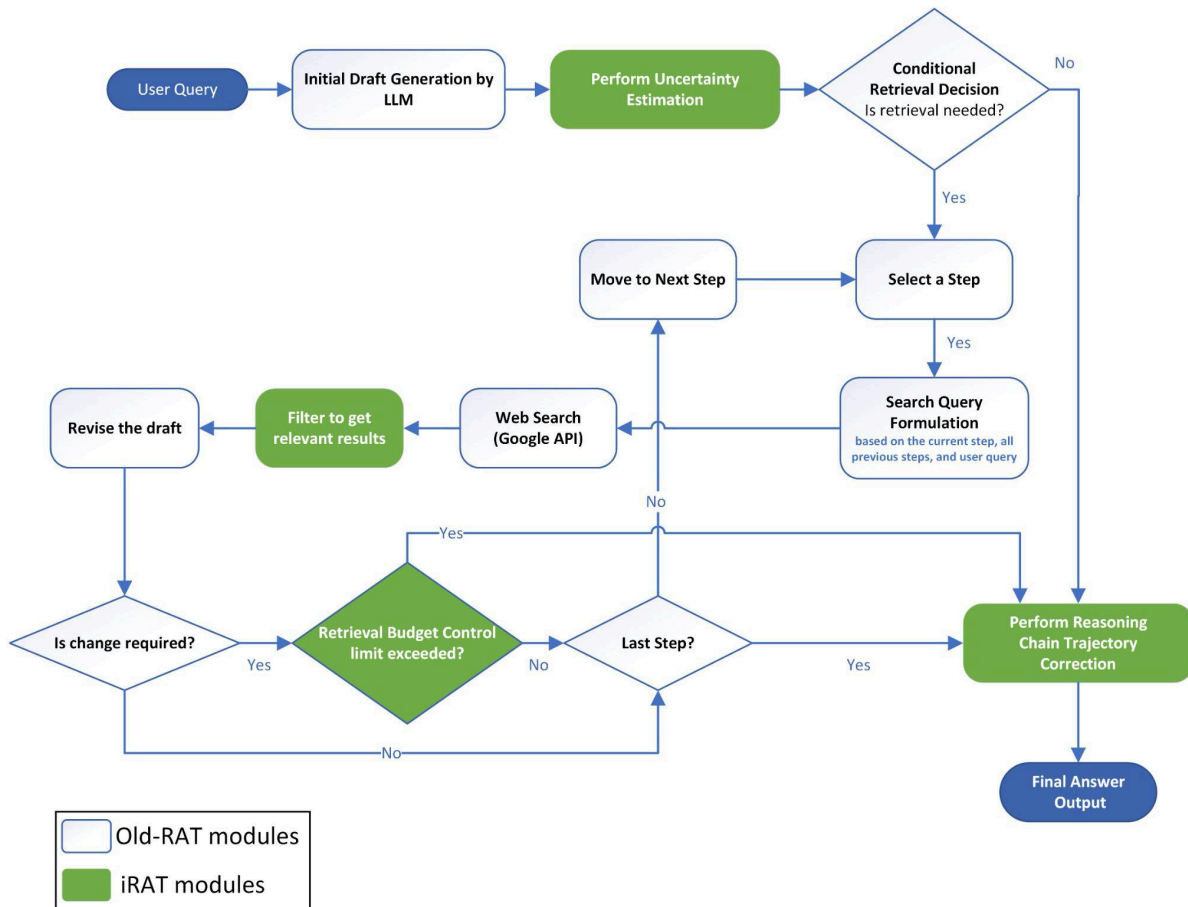 User Query
Initial Draft Generation by
LLM
Perform Uncertainty
Estimation
Conditional
Retrieval Decision
Is retrieval needed?
No
Yes
Move to Next Step
Select a Step
Yes
Revise the draft
Filter to get
relevant results
Web Search
(Google API)
Search Query
Formulation
based on the current step, all
previous steps, and user query
No
Yes
Is change required?
Yes
Retrieval Budget Control
limit exceeded?
No
Last Step?
Yes
Perform Reasoning
Chain Trajectory
Correction
No
Final Answer
Output
Old-RAT modules
iRAT modules